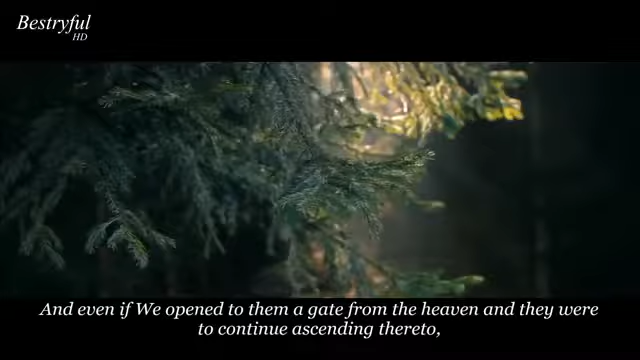 Bestryful
HD
And even if We opened to them a gate from the heaven and they were
to continue ascending thereto,